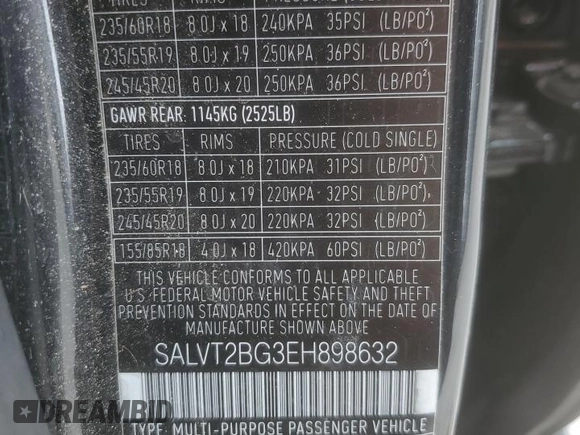 235/60R18 8.0J x 18 240KPA 35PSI (LB/PO²)
235/55R19 8.0J x 19 250KPA 36PSI (LB/PO²)
245/45R20 8.0J x 20 250KPA 36PSI (LB/PO²)
GAWR REAR: 1145KG (2525LB)
TIRES RIMS PRESSURE (COLD SINGLE)
235/60R18 8.0J x 18 210KPA 31PSI (LB/PO²)
235/55R19 8.0J x 19 220KPA 32PSI (LB/PO²)
245/45R20 8.0J x 20 220KPA 32PSI (LB/PO²)
155/85R18 4.0J x 18 420KPA 60PSI (LB/PO²)
THIS VEHICLE CONFORMS TO ALL APPLICABLE
U.S. FEDERAL MOTOR VEHICLE SAFETY AND THEFT
PREVENTION STANDARDS IN EFFECT ON THE DATE OF
MANUFACTURE SHOWN ABOVE.
SALVT2BG3EH898632
TYPE: MULTI-PURPOSE PASSENGER VEHICLE
DREAMBID